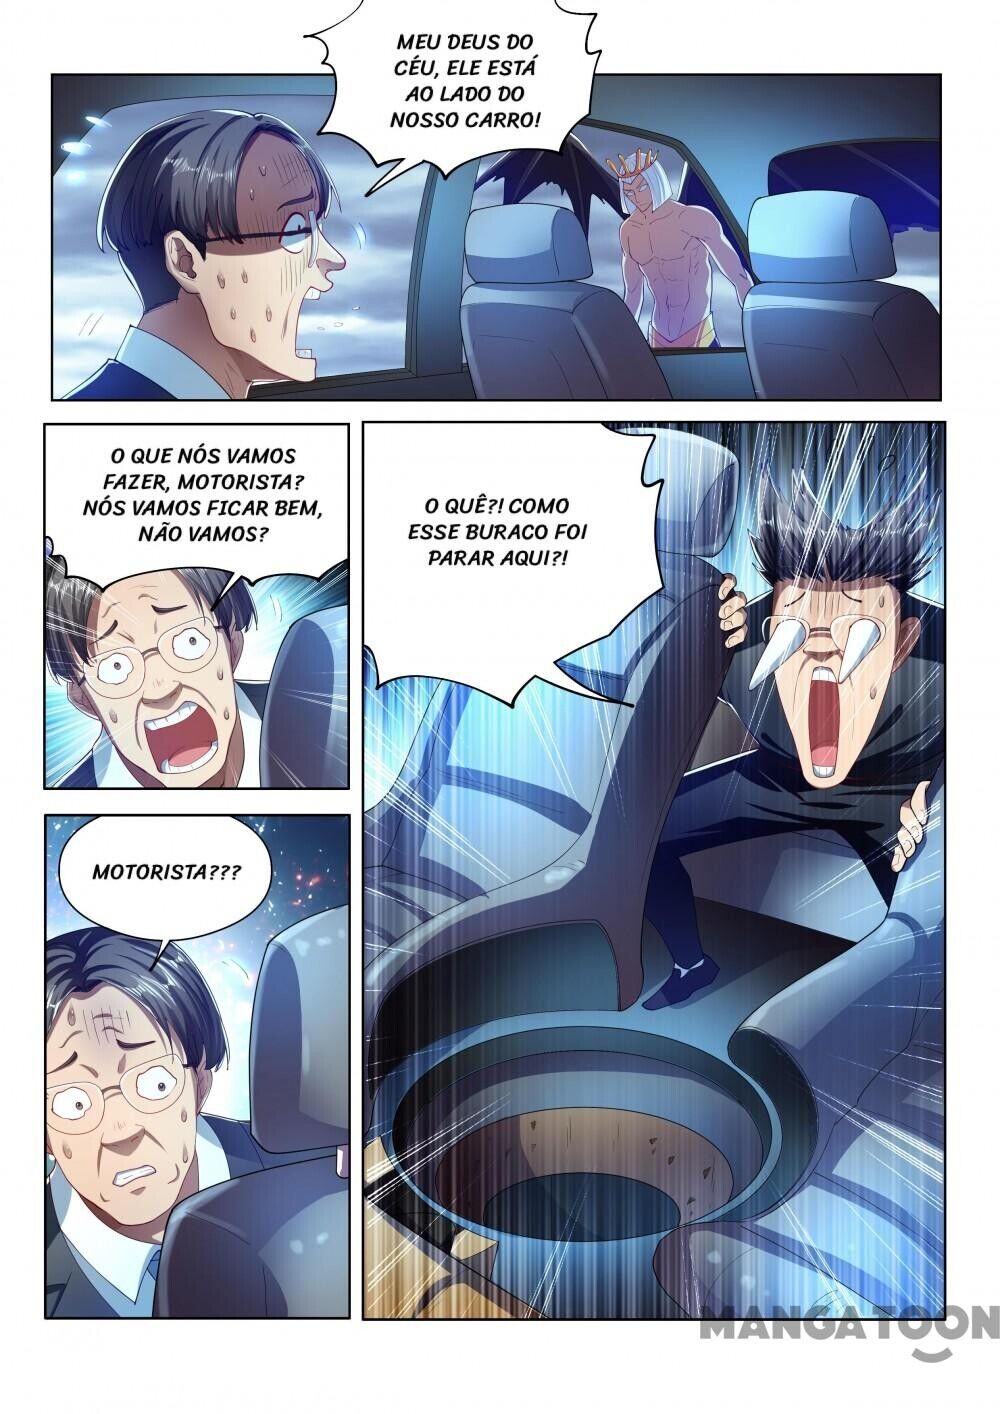 MEU DEUS DO
CÉU, ELE ESTÁ
AO LADO DO
NOSSO CARRO!
O QUE NÓS VAMOS
FAZER, MOTORISTA?
NÓS VAMOS FICAR BEM,
NÃO VAMOS?
O QUÊ?! COMO
ESSE BURACO FOI
PARAR AQUI?!
MOTORISTA???
MANGATOON